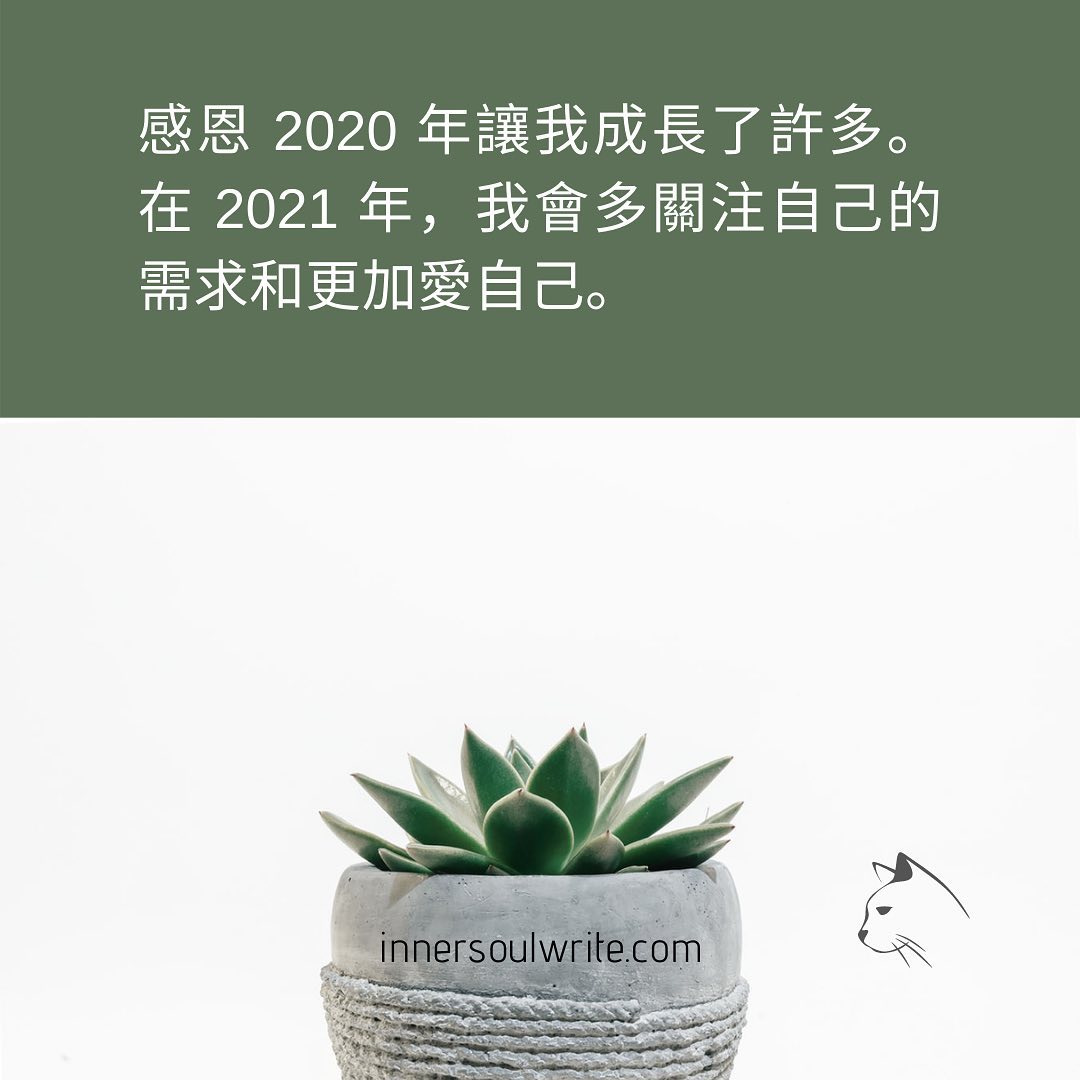 感恩 2020 年讓我成長了許多。
在 2021 年，我會多關注自己的
需求和更加愛自己。
innersoulwrite.com